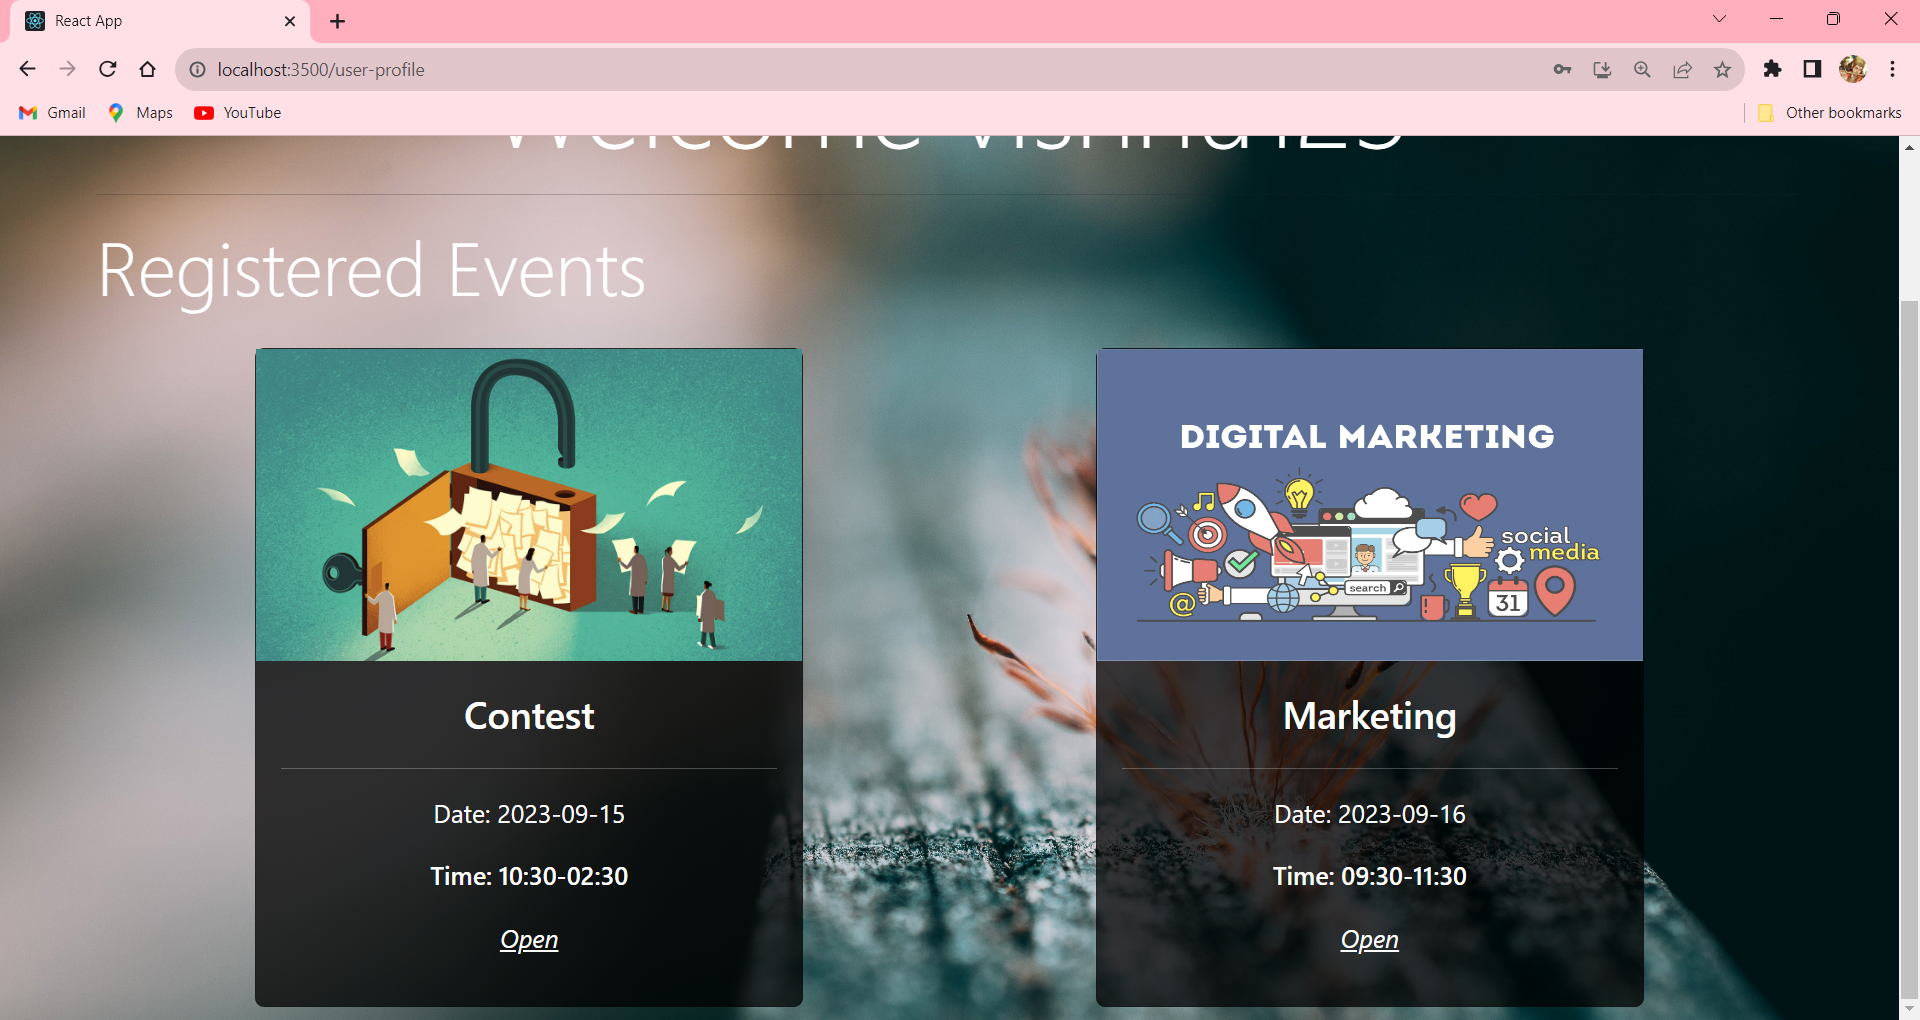 React App
localhost:3500/user-profile
Gmail Maps YouTube Other bookmarks
Welcome vishnu123
Registered Events
DIGITAL MARKETING
social
media
search
@
31
Contest
Date: 2023-09-15
Time: 10:30-02:30
Open
Marketing
Date: 2023-09-16
Time: 09:30-11:30
Open